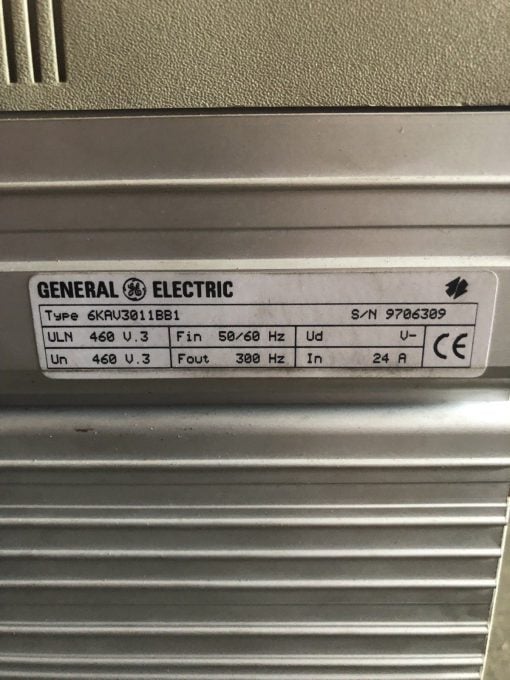 GENERAL GE ELECTRIC
Type 6KAV3011BB1 S/N 9706309
ULN 460 V.3 Fin 50/60 Hz Ud V- CE
Un 460 V.3 Fout 300 Hz In 24 A